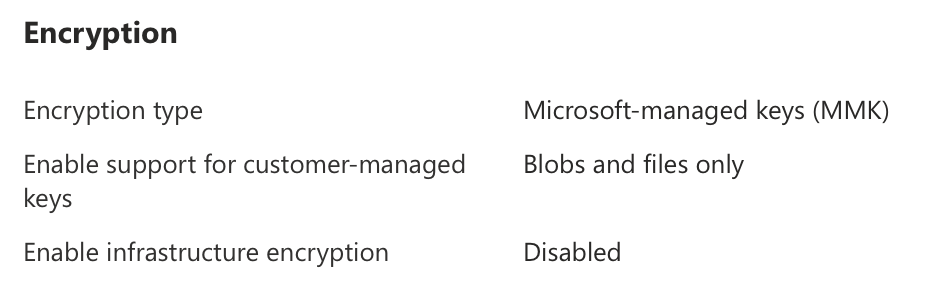 Encryption
Encryption type Microsoft-managed keys (MMK)
Enable support for customer-managed Blobs and files only
keys
Enable infrastructure encryption Disabled